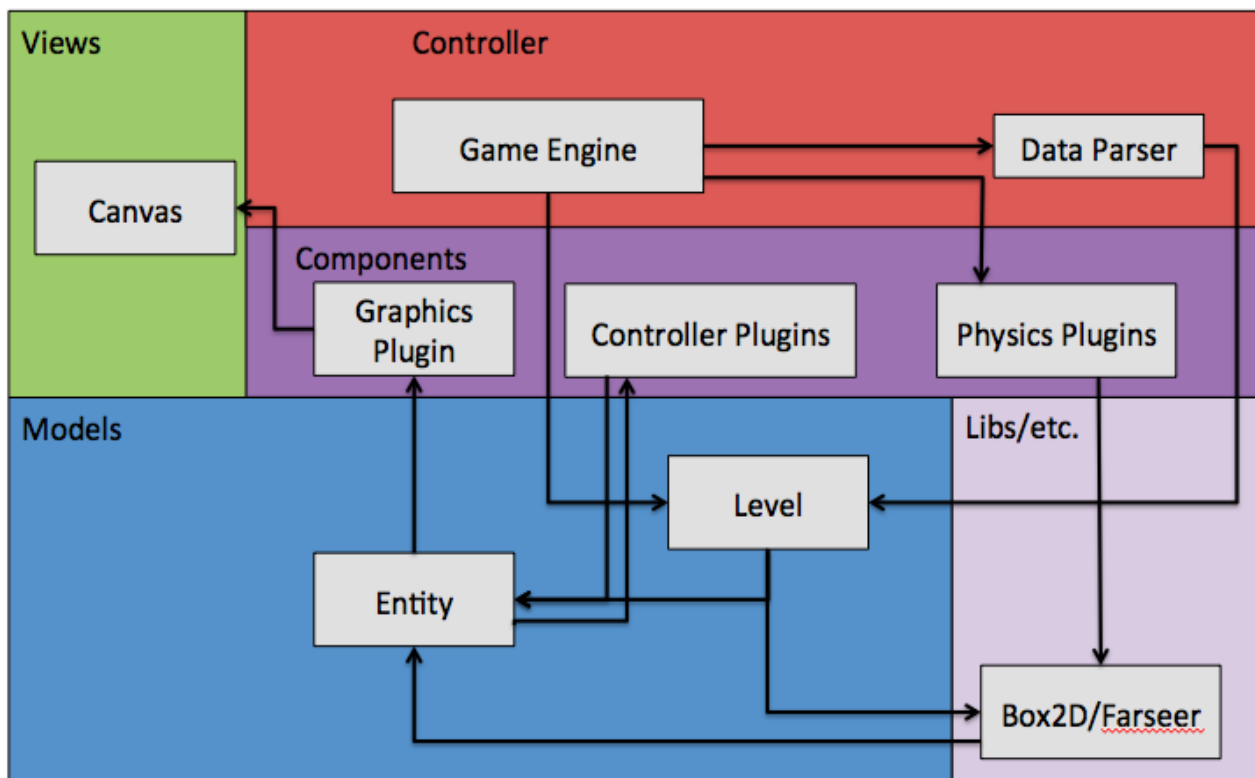 Views
Controller
Game Engine
Data Parser
Canvas
Components
Graphics
Plugin
Controller Plugins
Physics Plugins
Models
Libs/etc.
Level
Entity
Box2D/Farseer